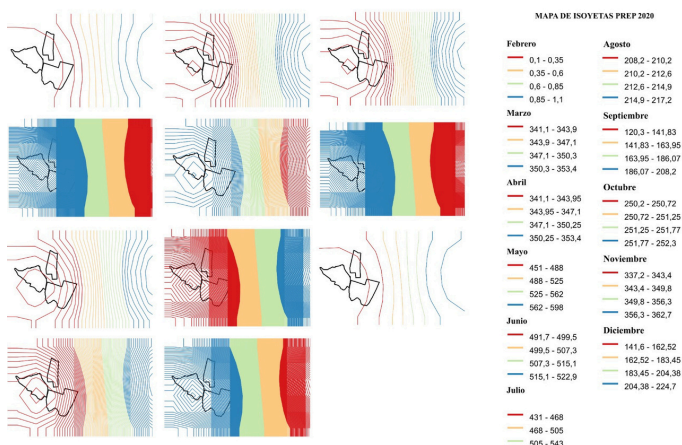 MAPA DE ISOYETAS PREP 2020
Febrero
0,1 - 0,35
0,35 - 0,6
0,6 - 0,85
0,85 - 1,1
Marzo
341,1 - 343,9
343,9 - 347,1
347,1 - 350,3
350,3 - 353,4
Abril
341,1 - 343,95
343,95 - 347,1
347,1 - 350,25
350,25 - 353,4
Mayo
451 - 488
488 - 525
525 - 562
562 - 598
Junio
491,7 - 499,5
499,5 - 507,3
507,3 - 515,1
515,1 - 522,9
Julio
431 - 468
468 - 505
505 - 543
Agosto
208,2 - 210,2
210,2 - 212,6
212,6 - 214,9
214,9 - 217,2
Septiembre
120,3 - 141,83
141,83 - 163,95
163,95 - 186,07
186,07 - 208,2
Octubre
250,2 - 250,72
250,72 - 251,25
251,25 - 251,77
251,77 - 252,3
Noviembre
337,2 - 343,4
343,4 - 349,8
349,8 - 356,3
356,3 - 362,7
Diciembre
141,6 - 162,52
162,52 - 183,45
183,45 - 204,38
204,38 - 224,7